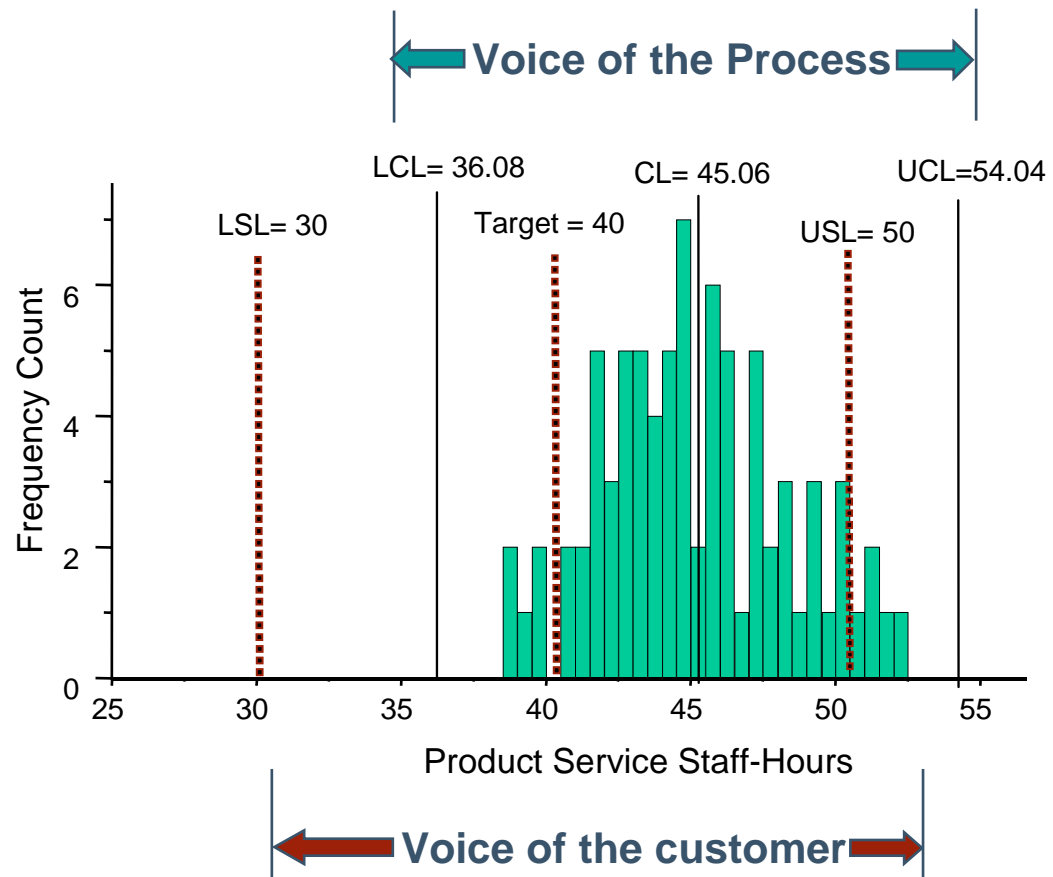 Voice of the Process
LCL= 36.08
CL= 45.06
UCL=54.04
LSL= 30
Target = 40
USL= 50
Frequency Count
6
4
2
0
25 30 35 40 45 50 55
Product Service Staff-Hours
Voice of the customer